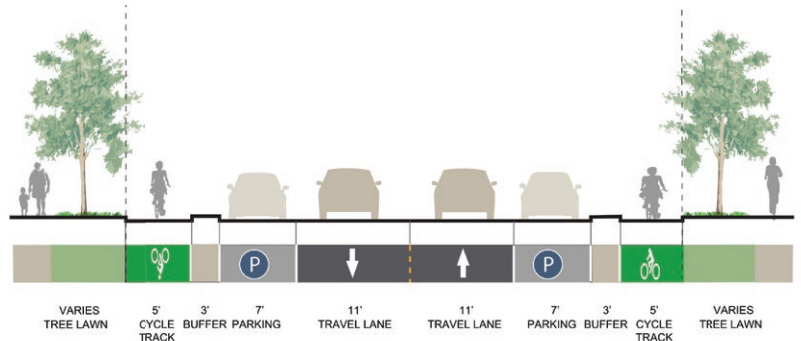 P
P
VARIES
TREE LAWN
5'
CYCLE
TRACK
3'
BUFFER
7'
PARKING
11'
TRAVEL LANE
11'
TRAVEL LANE
7'
PARKING
3'
BUFFER
5'
CYCLE
TRACK
VARIES
TREE LAWN